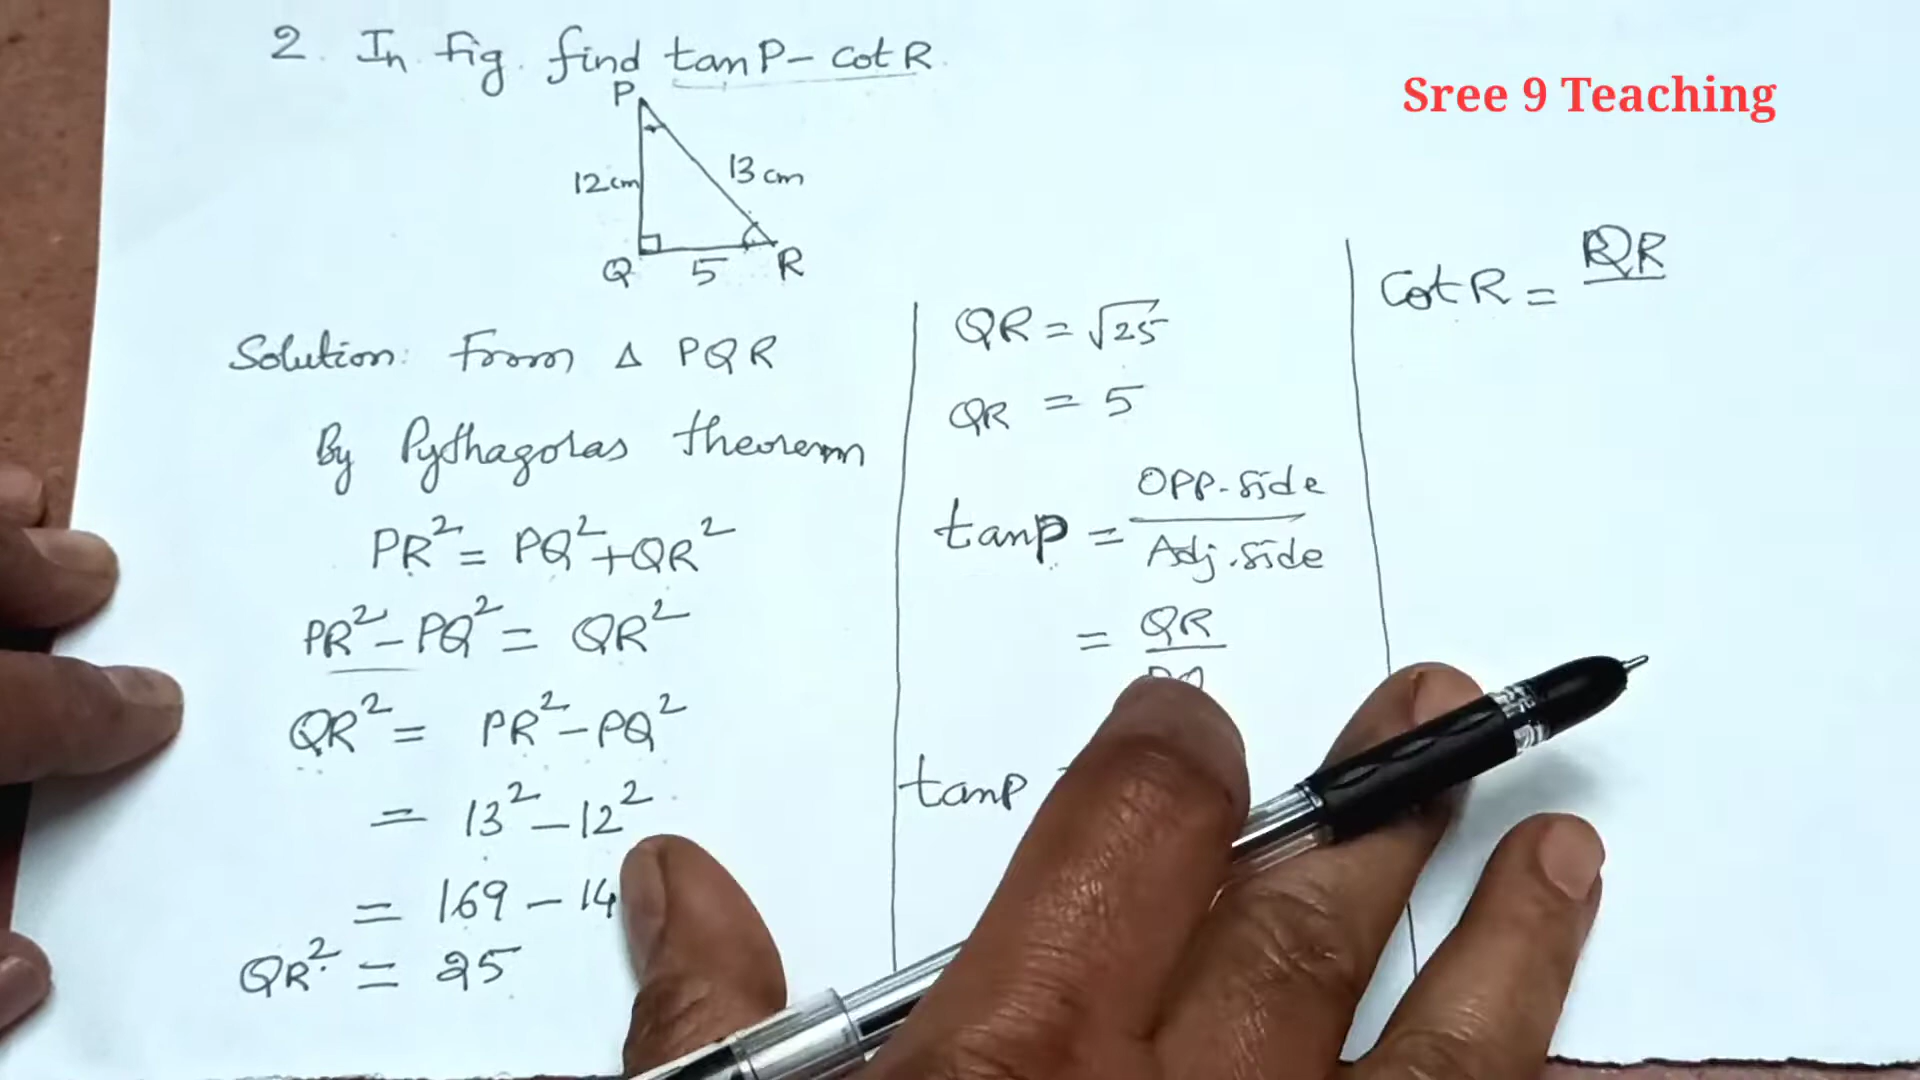 2. In fig. find tanP - cotR.
Sree 9 Teaching
P
12cm
13 cm
Q
5
R
Solution: From Δ PQR
By Pythagoras theorem
PR² = PQ² + QR²
PR² - PQ² = QR²
QR² = PR² - PQ²
= 13² - 12²
= 169 - 14
QR² = 25
QR = √25
QR = 5
tanP = Opp. side
Adj. side
= QR
PQ
tanP
cotR = QR